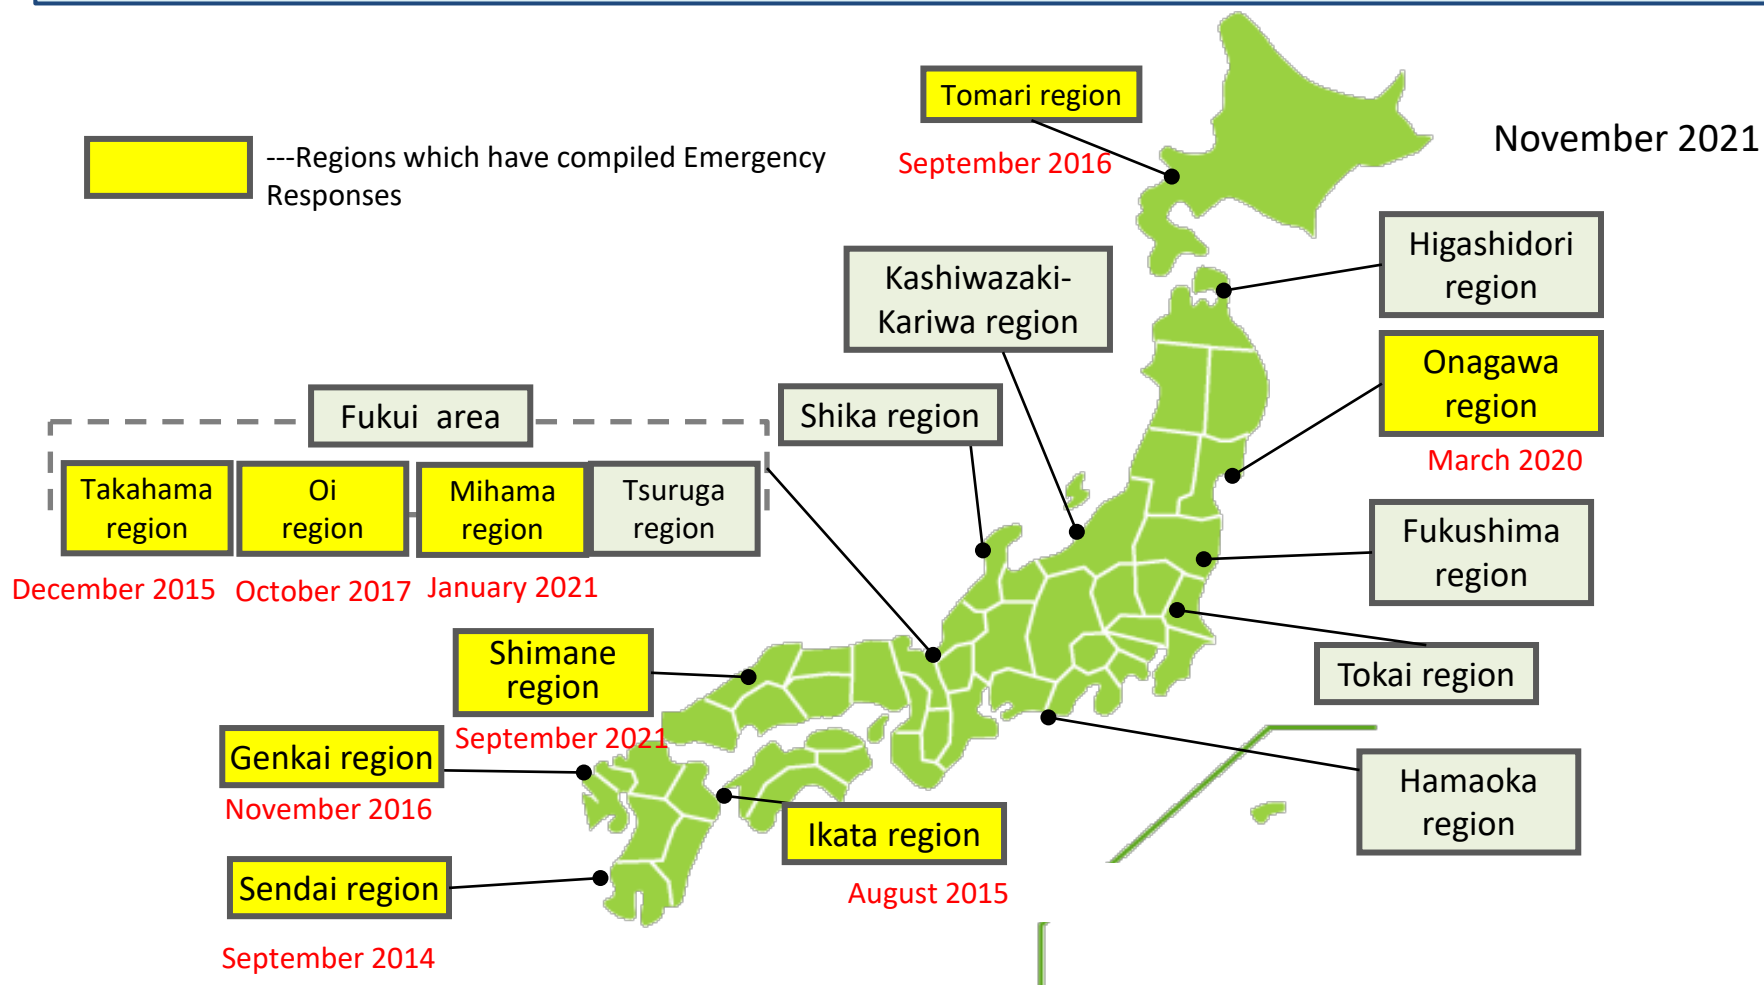 Tomari region
September 2016
November 2021
---Regions which have compiled Emergency
Responses
Higashidori
region
Kashiwazaki-
Kariwa region
Onagawa
region
March 2020
Fukui  area
Shika region
Takahama
region
Oi
region
Mihama
region
Tsuruga
region
December 2015
October 2017
January 2021
Fukushima
region
Shimane
region
September 2021
Tokai region
Genkai region
November 2016
Hamaoka
region
Ikata region
August 2015
Sendai region
September 2014